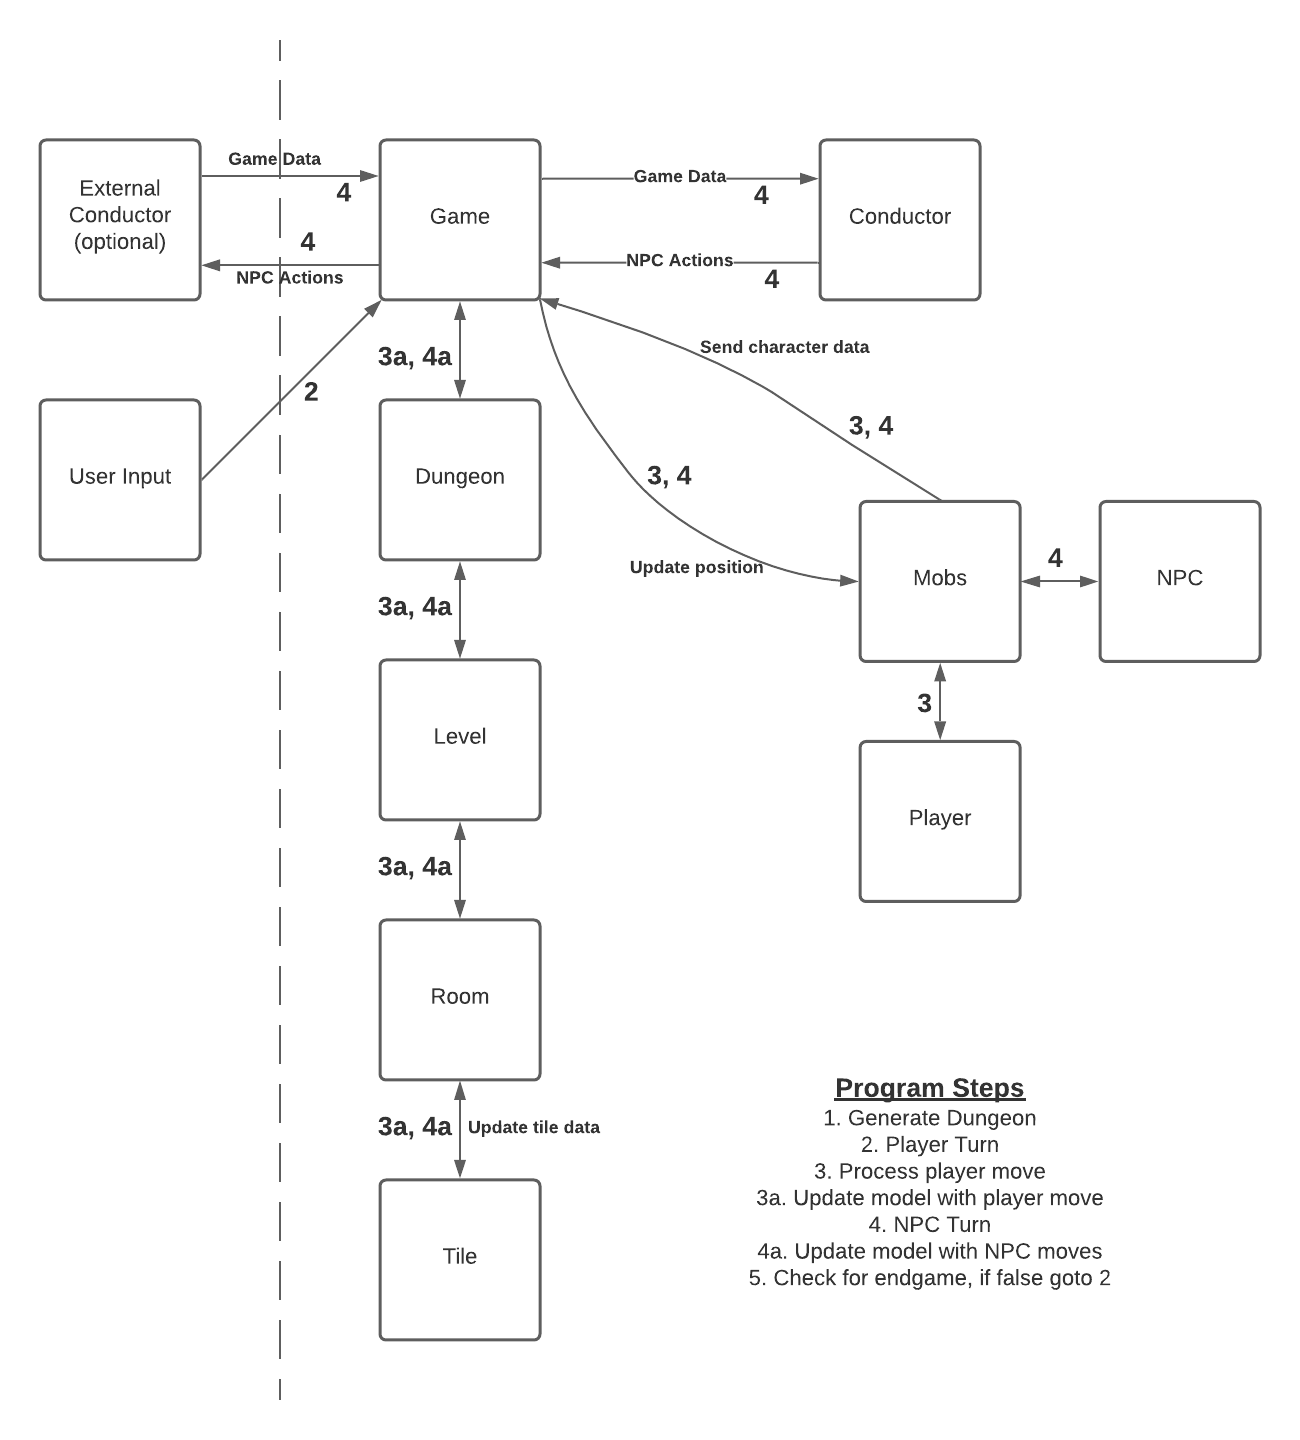 Game Data
4
External
Conductor
(optional)
4
NPC Actions
Game
Game Data
4
NPC Actions
4
Conductor
Send character data
3a, 4a
2
3, 4
User Input
Dungeon
3, 4
Update position
Mobs
4
NPC
3a, 4a
Level
3
Player
3a, 4a
Room
3a, 4a
Update tile data
Tile
Program Steps
1. Generate Dungeon
2. Player Turn
3. Process player move
3a. Update model with player move
4. NPC Turn
4a. Update model with NPC moves
5. Check for endgame, if false goto 2